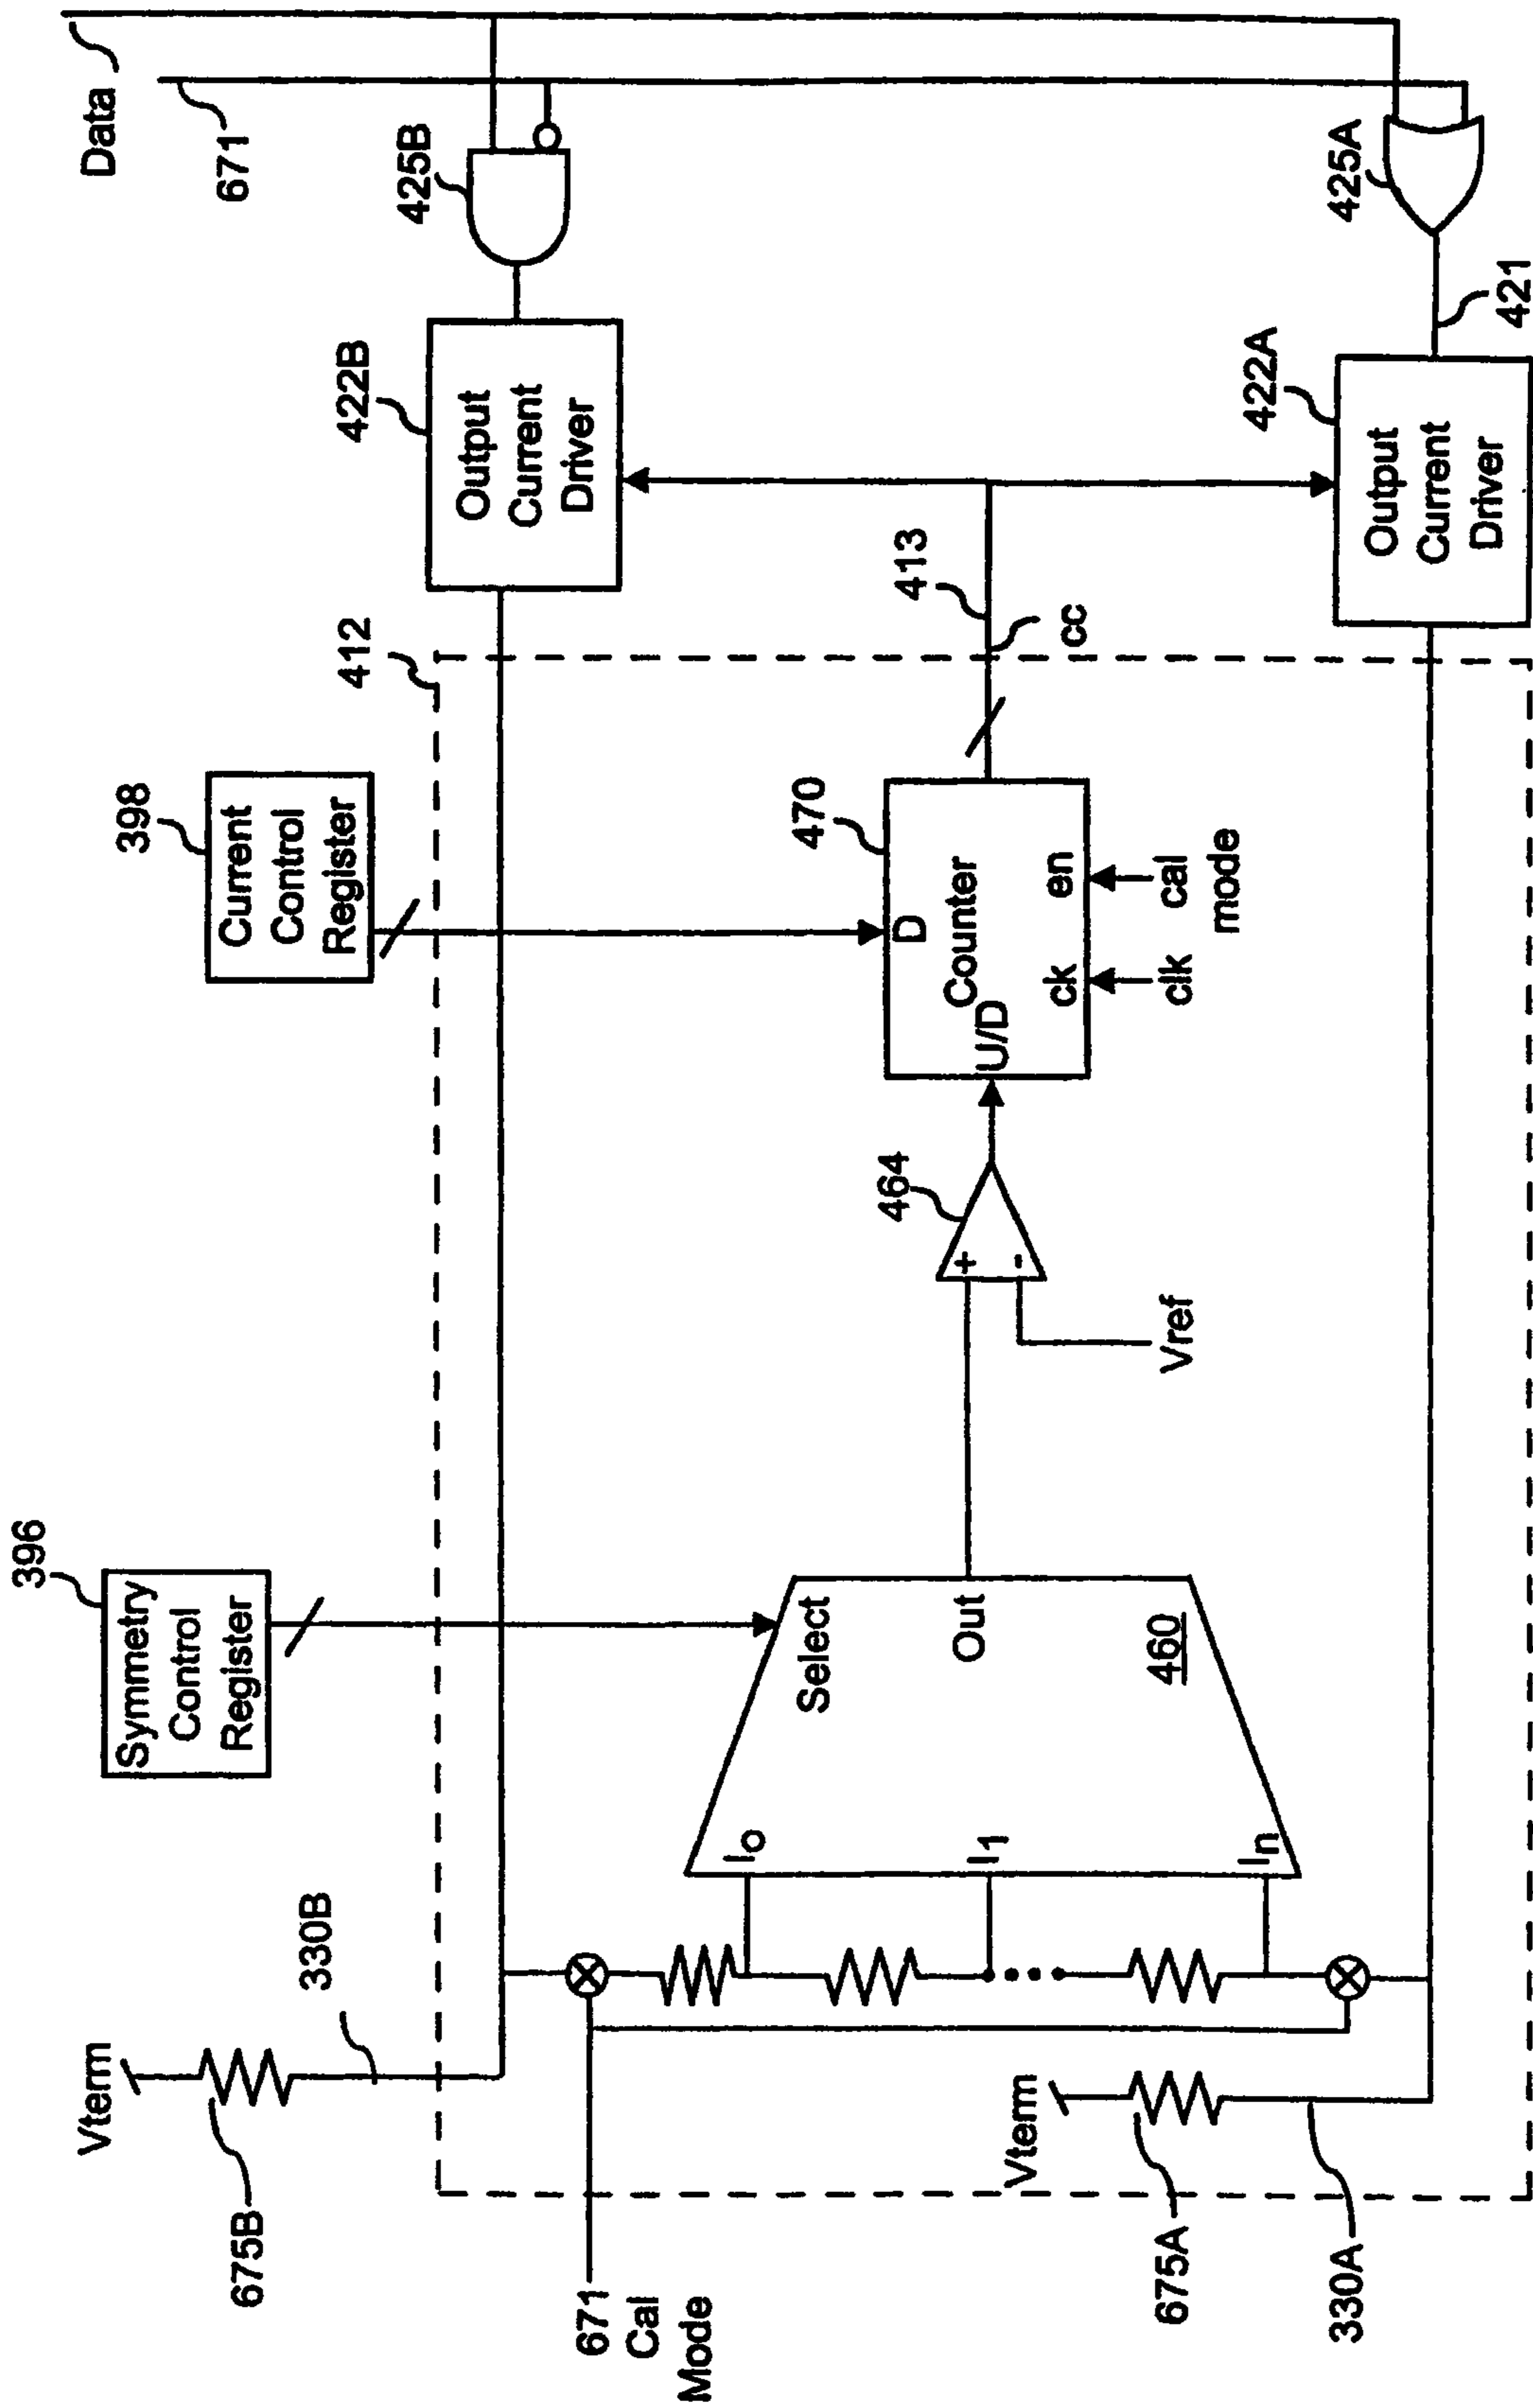 Data
671
425B
425A
421
422B
Output
Current
Driver
422A
Output
Current
Driver
413
cc
412
398
Current
Control
Register
470
D
Counter
U/D
ck
en
clk
cal
mode
464
+
-
Vref
396
Symmetry
Control
Register
Select
Out
460
I0
I1
In
330B
Vterm
675B
671
Cal
Mode
Vterm
675A
330A